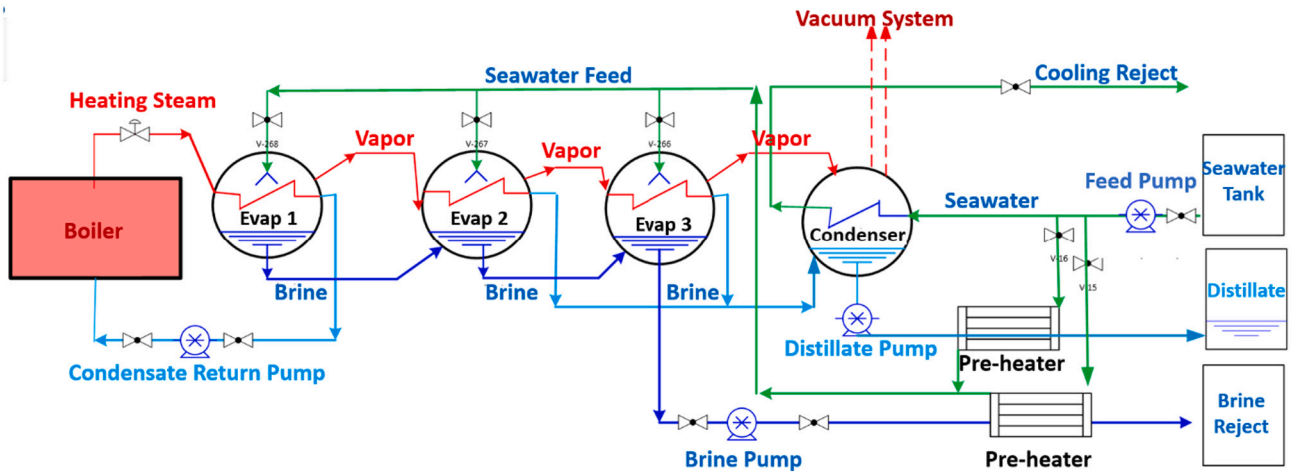 Vacuum System
Seawater Feed
Cooling Reject
Heating Steam
V-268
V-267
V-266
Vapor
Vapor
Vapor
Seawater
Tank
Feed Pump
Seawater
Boiler
Evap 1
Evap 2
Evap 3
Condenser
V-16
V-15
Brine
Brine
Brine
Distillate
Distillate Pump
Pre-heater
Condensate Return Pump
Brine
Reject
Brine Pump
Pre-heater